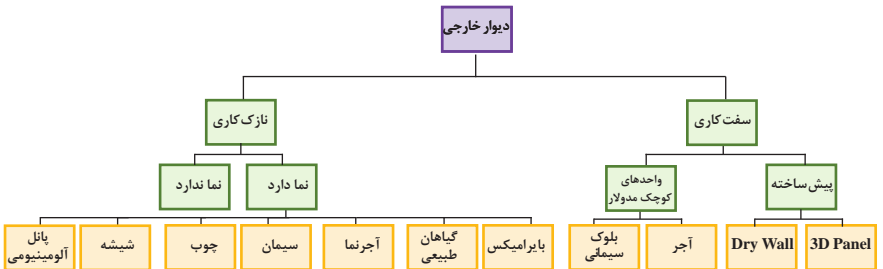 دیوار خارجی
سفت‌کاری
نازک‌کاری
پیش‌ساخته
واحدهای
کوچک مدولار
نما دارد
نما ندارد
3D Panel
Dry Wall
آجر
بلوک
سیمانی
بایرامیکس
گیاهان
طبیعی
آجرنما
سیمان
چوب
شیشه
پانل
آلومینیومی